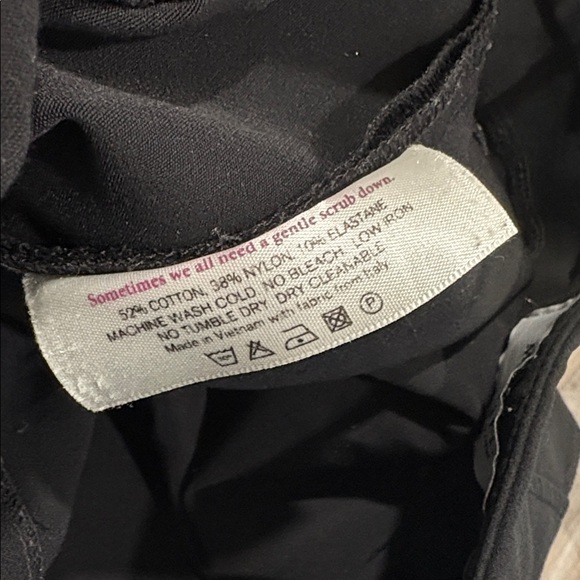 Sometimes we all need a gentle scrub down.
52% COTTON, 38% NYLON, 10% ELASTANE
MACHINE WASH COLD, NO BLEACH, LOW IRON
NO TUMBLE DRY, DRY CLEANABLE
Made in Vietnam with fabric from Italy